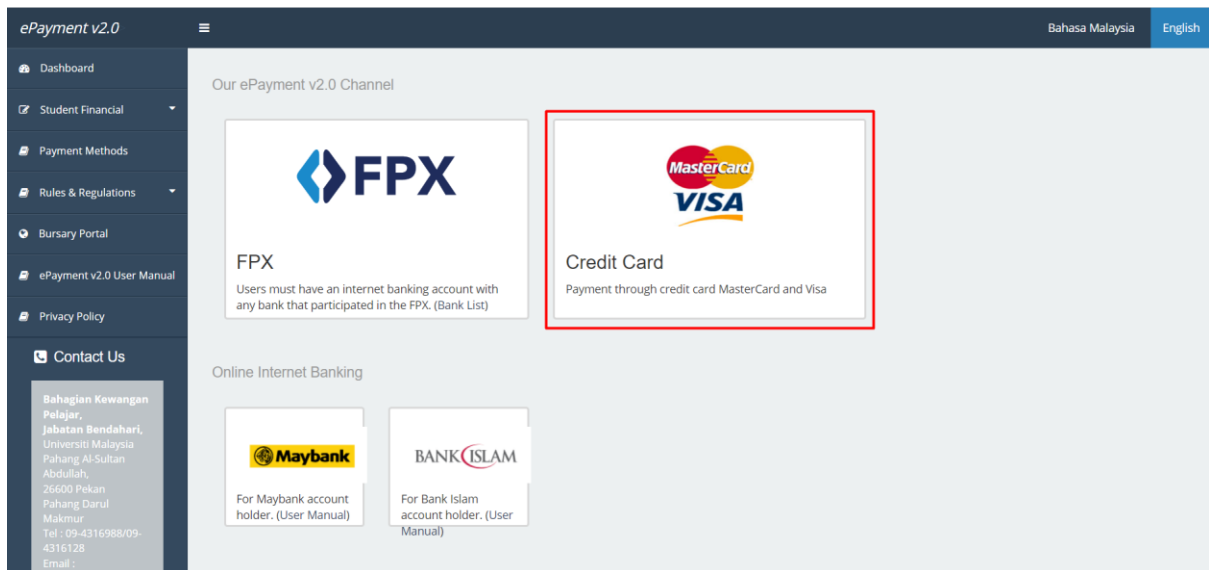 ePayment v2.0
Bahasa Malaysia
English
Dashboard
Student Financial
Payment Methods
Rules & Regulations
Bursary Portal
ePayment v2.0 User Manual
Privacy Policy
Contact Us
Bahagian Kewangan
Pelajar,
Jabatan Bendahari,
Universiti Malaysia
Pahang Al-Sultan
Abdullah,
26600 Pekan
Pahang Darul
Makmur
Tel : 09-4316988/09-
4316128
Email :
Our ePayment v2.0 Channel
FPX
FPX
Users must have an internet banking account with
any bank that participated in the FPX. (Bank List)
MasterCard
VISA
Credit Card
Payment through credit card MasterCard and Visa
Online Internet Banking
Maybank
For Maybank account
holder. (User Manual)
BANK ISLAM
For Bank Islam
account holder. (User
Manual)